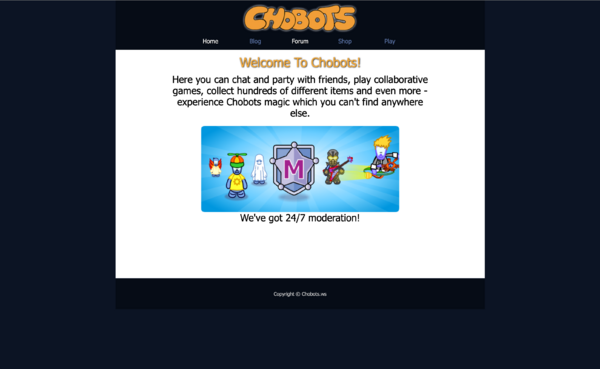 CHOBOTS
Home Blog Forum Shop Play
Welcome To Chobots!
Here you can chat and party with friends, play collaborative
games, collect hundreds of different items and even more -
experience Chobots magic which you can't find anywhere
else.
M
We've got 24/7 moderation!
Copyright © Chobots.ws